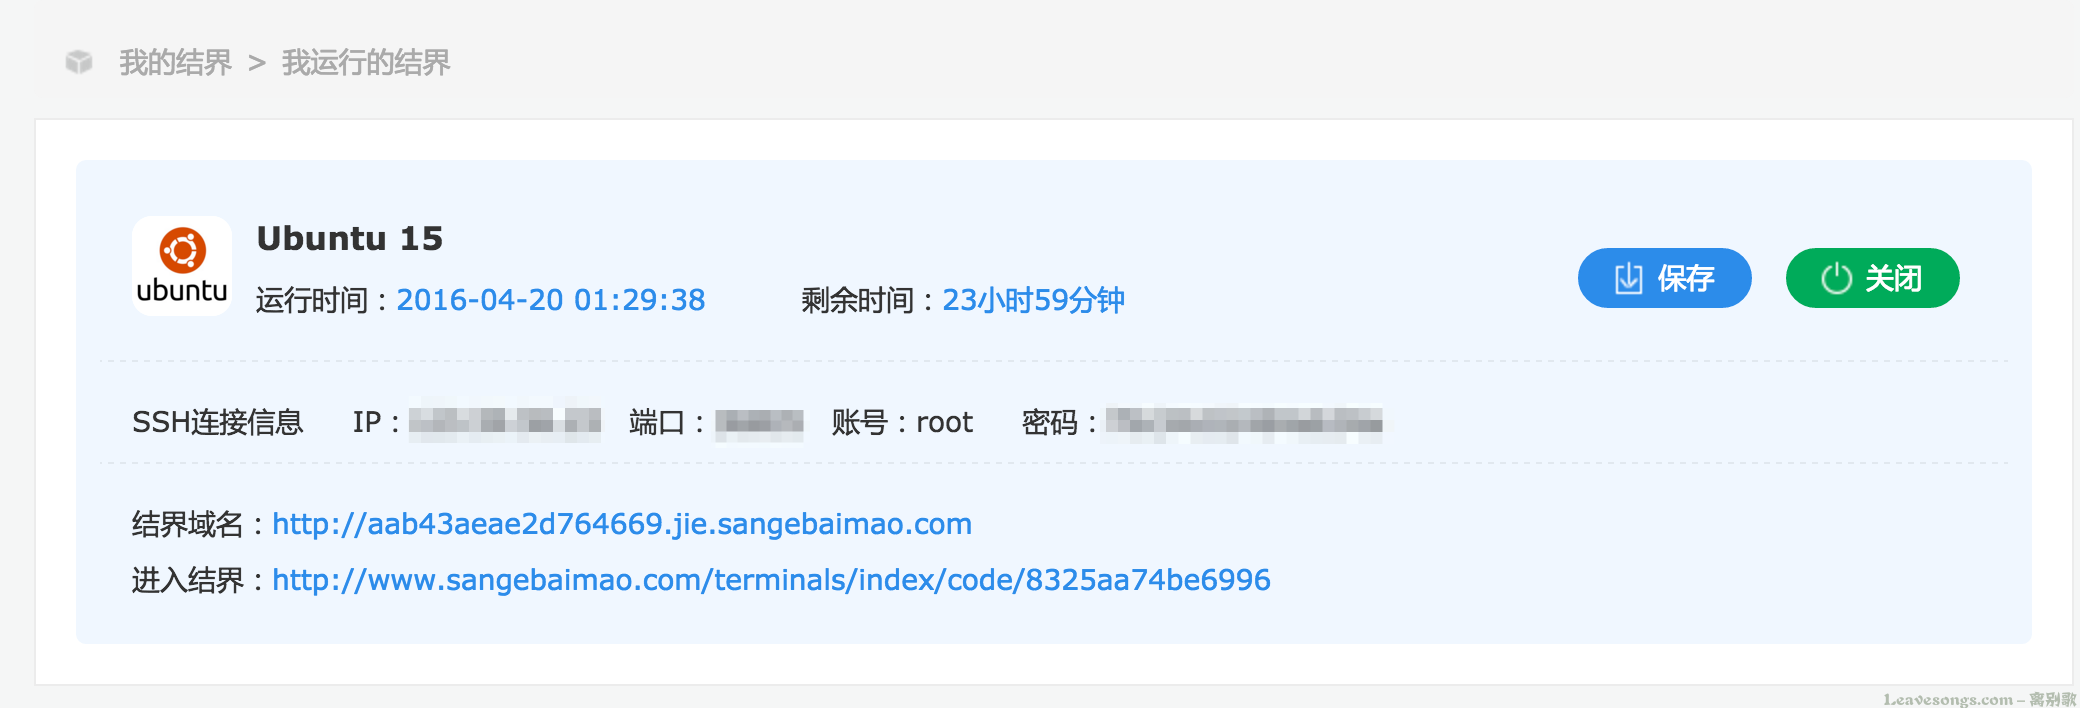 我的结界 > 我运行的结界
Ubuntu 15
ubuntu
运行时间：2016-04-20 01:29:38 剩余时间：23小时59分钟
保存 关闭
SSH连接信息 IP： 端口： 账号：root 密码：
结界域名：http://aab43aeae2d764669.jie.sangebaimao.com
进入结界：http://www.sangebaimao.com/terminals/index/code/8325aa74be6996
Leavesongs.com – 离别歌